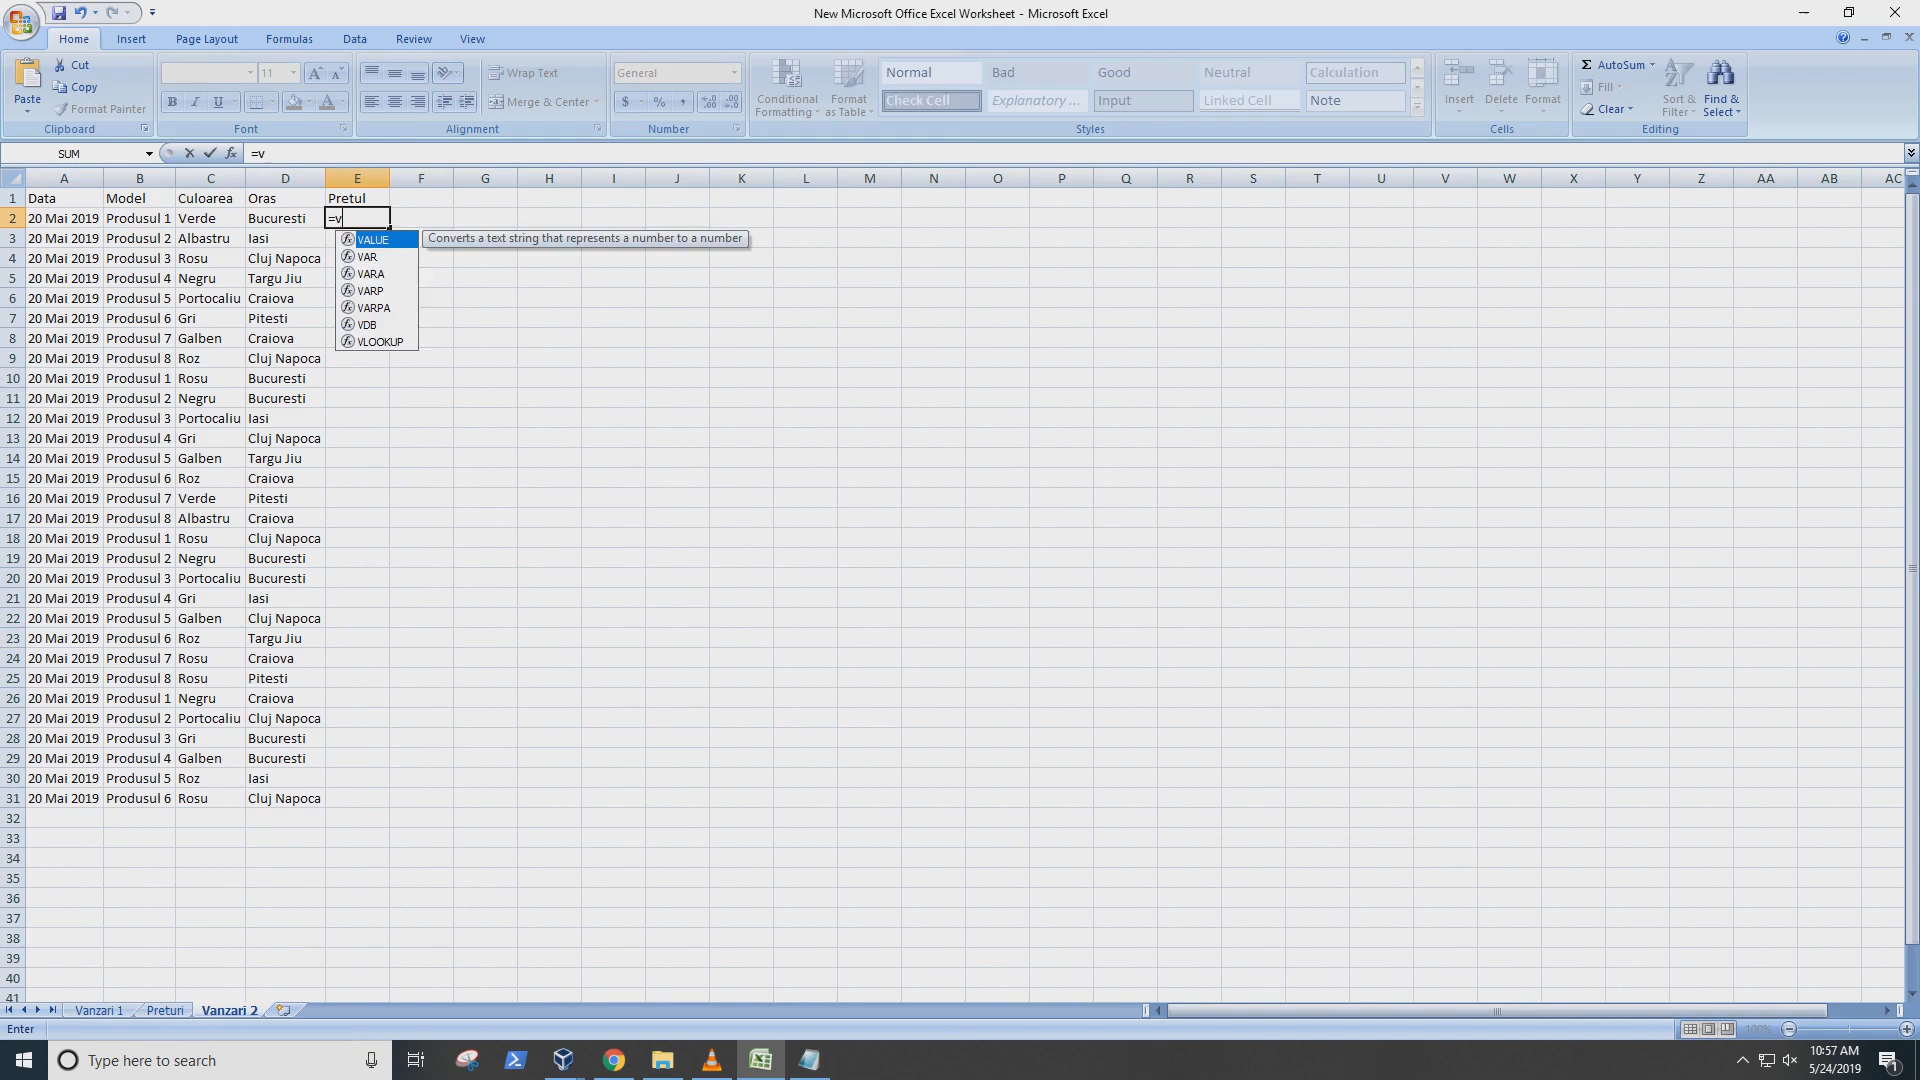 New Microsoft Office Excel Worksheet - Microsoft Excel
Home Insert Page Layout Formulas Data Review View
Paste
Cut
Copy
Format Painter
Clipboard
11
Font
Wrap Text
Merge & Center
Alignment
General
Number
Conditional Formatting
Format as Table
Normal Bad Good Neutral Calculation
Check Cell Explanatory ... Input Linked Cell Note
Styles
Insert Delete Format
Cells
AutoSum
Fill
Clear
Sort & Filter
Find & Select
Editing
SUM =v
A B C D E F G H I J K L M N O P Q R S T U V W X Y Z AA AB AC
1 Data Model Culoarea Oras Pretul
2 20 Mai 2019 Produsul 1 Verde Bucuresti =v
3 20 Mai 2019 Produsul 2 Albastru Iasi
4 20 Mai 2019 Produsul 3 Rosu Cluj Napoca
5 20 Mai 2019 Produsul 4 Negru Targu Jiu
6 20 Mai 2019 Produsul 5 Portocaliu Craiova
7 20 Mai 2019 Produsul 6 Gri Pitesti
8 20 Mai 2019 Produsul 7 Galben Craiova
9 20 Mai 2019 Produsul 8 Roz Cluj Napoca
10 20 Mai 2019 Produsul 1 Rosu Bucuresti
11 20 Mai 2019 Produsul 2 Negru Bucuresti
12 20 Mai 2019 Produsul 3 Portocaliu Iasi
13 20 Mai 2019 Produsul 4 Gri Cluj Napoca
14 20 Mai 2019 Produsul 5 Galben Targu Jiu
15 20 Mai 2019 Produsul 6 Roz Craiova
16 20 Mai 2019 Produsul 7 Verde Pitesti
17 20 Mai 2019 Produsul 8 Albastru Craiova
18 20 Mai 2019 Produsul 1 Rosu Cluj Napoca
19 20 Mai 2019 Produsul 2 Negru Bucuresti
20 20 Mai 2019 Produsul 3 Portocaliu Bucuresti
21 20 Mai 2019 Produsul 4 Gri Iasi
22 20 Mai 2019 Produsul 5 Galben Cluj Napoca
23 20 Mai 2019 Produsul 6 Roz Targu Jiu
24 20 Mai 2019 Produsul 7 Rosu Craiova
25 20 Mai 2019 Produsul 8 Rosu Pitesti
26 20 Mai 2019 Produsul 1 Negru Craiova
27 20 Mai 2019 Produsul 2 Portocaliu Cluj Napoca
28 20 Mai 2019 Produsul 3 Gri Bucuresti
29 20 Mai 2019 Produsul 4 Galben Bucuresti
30 20 Mai 2019 Produsul 5 Roz Iasi
31 20 Mai 2019 Produsul 6 Rosu Cluj Napoca
32
33
34
35
36
37
38
39
40
41
VALUE
VAR
VARA
VARP
VARPA
VDB
VLOOKUP
Converts a text string that represents a number to a number
Vanzari 1 Preturi Vanzari 2
Enter
100%
Type here to search
10:57 AM
5/24/2019
1